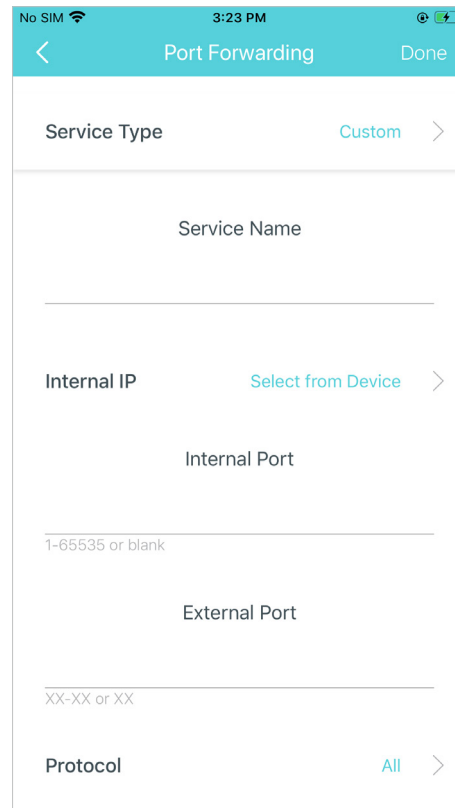 No SIM 3:23 PM
Port Forwarding Done
Service Type Custom
Service Name
Internal IP Select from Device
Internal Port
1-65535 or blank
External Port
XX-XX or XX
Protocol All